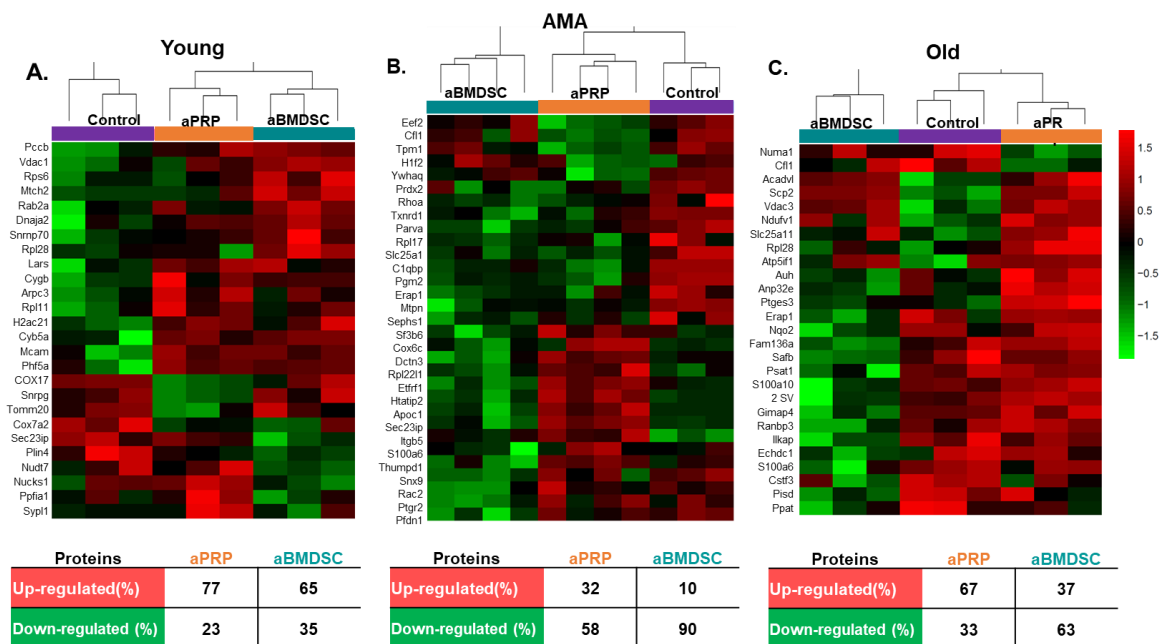 Young
A.
Control aPRP aBMDSC
Pccb
Vdac1
Rps6
Mtch2
Rab2a
Dnaja2
Snrnp70
Rpl28
Lars
Cygb
Arpc3
Rpl11
H2ac21
Cyb5a
Mcam
Phf5a
COX17
Snrpg
Tomm20
Cox7a2
Sec23ip
Plin4
Nudt7
Nucks1
Ppfia1
Sypl1
Proteins aPRP aBMDSC
Up-regulated(%) 77 65
Down-regulated (%) 23 35
AMA
B.
aBMDSC aPRP Control
Eef2
Cfl1
Tpm1
H1f2
Ywhaq
Prdx2
Rhoa
Txnrd1
Parva
Rpl17
Slc25a1
C1qbp
Pgm2
Erap1
Mtpn
Sephs1
Sf3b6
Cox6c
Dctn3
Rpl22l1
Etfrf1
Htatip2
Apoc1
Sec23ip
Itgb5
S100a6
Thumpd1
Snx9
Rac2
Ptgr2
Pfdn1
Proteins aPRP aBMDSC
Up-regulated(%) 32 10
Down-regulated (%) 58 90
Old
C.
aBMDSC Control aPR
Numa1
Cfl1
Acadvl
Scp2
Vdac3
Ndufv1
Slc25a11
Rpl28
Atp5if1
Auh
Anp32e
Ptges3
Erap1
Nqo2
Fam136a
Safb
Psat1
S100a10
2 SV
Gimap4
Ranbp3
Ilkap
Echdc1
S100a6
Cstf3
Pisd
Ppat
1.5
1
0.5
0
-0.5
-1
-1.5
Proteins aPRP aBMDSC
Up-regulated(%) 67 37
Down-regulated (%) 33 63